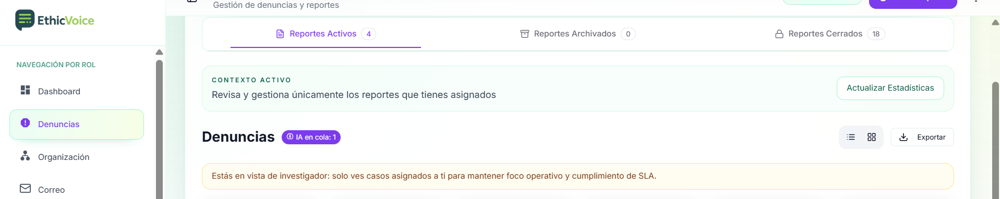 EthicVoice
Gestión de denuncias y reportes
NAVEGACIÓN POR ROL
Dashboard
Denuncias
Organización
Correo
Reportes Activos 4
Reportes Archivados 0
Reportes Cerrados 18
CONTEXTO ACTIVO
Revisa y gestiona únicamente los reportes que tienes asignados
Actualizar Estadísticas
Denuncias
IA en cola: 1
Exportar
Estás en vista de investigador: solo ves casos asignados a ti para mantener foco operativo y cumplimiento de SLA.